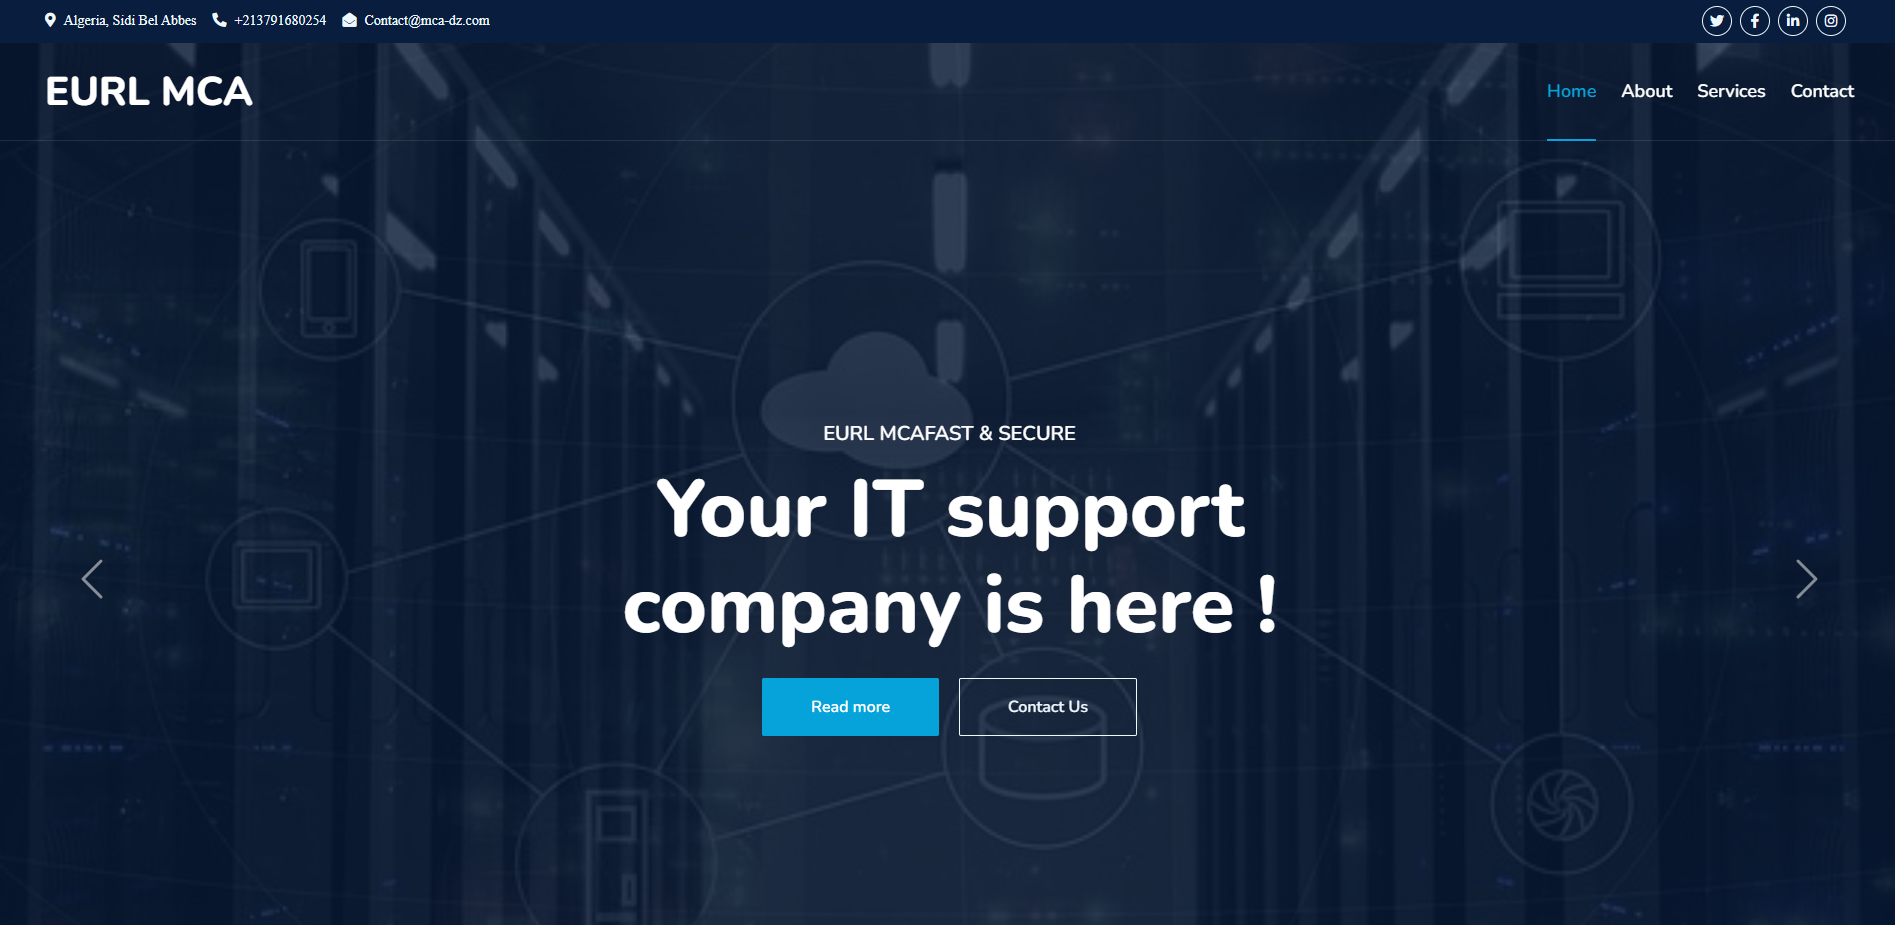 Algeria, Sidi Bel Abbes +213791680254 Contact@mca-dz.com
EURL MCA
Home About Services Contact
EURL MCAFAST & SECURE
Your IT support
company is here !
Read more Contact Us